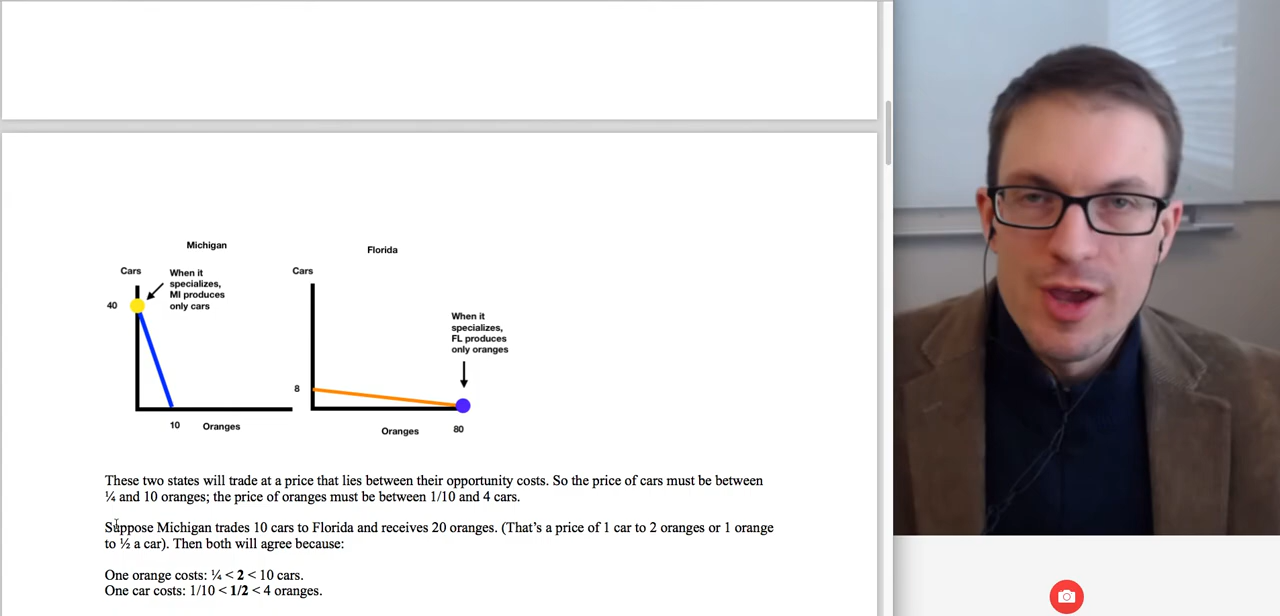 Michigan
Florida
Cars
When it
specializes,
MI produces
only cars
40
10
Oranges
Cars
8
When it
specializes,
FL produces
only oranges
Oranges
80
These two states will trade at a price that lies between their opportunity costs. So the price of cars must be between
¼ and 10 oranges; the price of oranges must be between 1/10 and 4 cars.
Suppose Michigan trades 10 cars to Florida and receives 20 oranges. (That's a price of 1 car to 2 oranges or 1 orange
to ½ a car). Then both will agree because:
One orange costs: ¼ < 2 < 10 cars.
One car costs: 1/10 < 1/2 < 4 oranges.